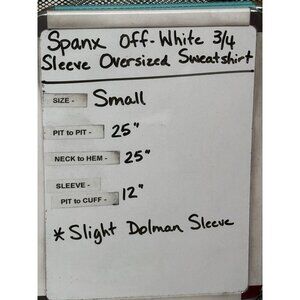 Spanx Off-White 3/4
Sleeve Oversized Sweatshirt
SIZE - Small
PIT to PIT - 25"
NECK to HEM - 25"
SLEEVE -
PIT to CUFF - 12"
* Slight Dolman Sleeve